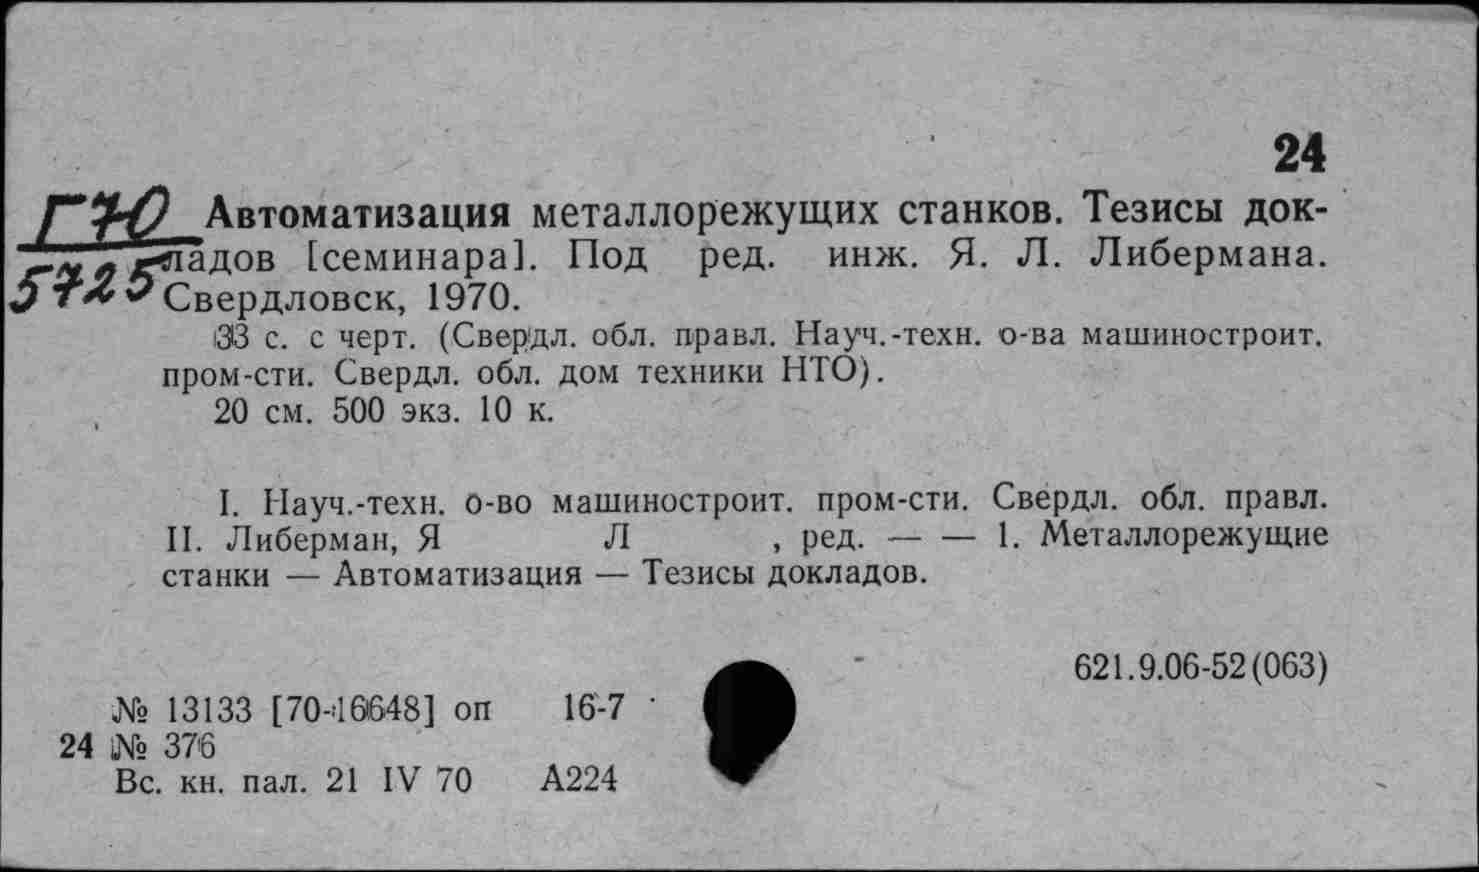 24
Г70
5725
Автоматизация металлорежущих станков. Тезисы док-
ладов [семинара]. Под ред. инж. Я. Л. Либермана.
Свердловск, 1970.
33 с. с черт. (Свердл. обл. правл. Науч.-техн. о-ва машиностроит.
пром-сти. Свердл. обл. дом техники НТО).
20 см. 500 экз. 10 к.
I. Науч.-техн. о-во машиностроит. пром-сти. Свердл. обл. правл.
II. Либерман, Я Л , ред. — — 1. Металлорежущие
станки — Автоматизация — Тезисы докладов.
621.9.06-52(063)
№ 13133 [70-16648] оп 16-7
24 № 376
Вс. кн. пал. 21 IV 70 А224